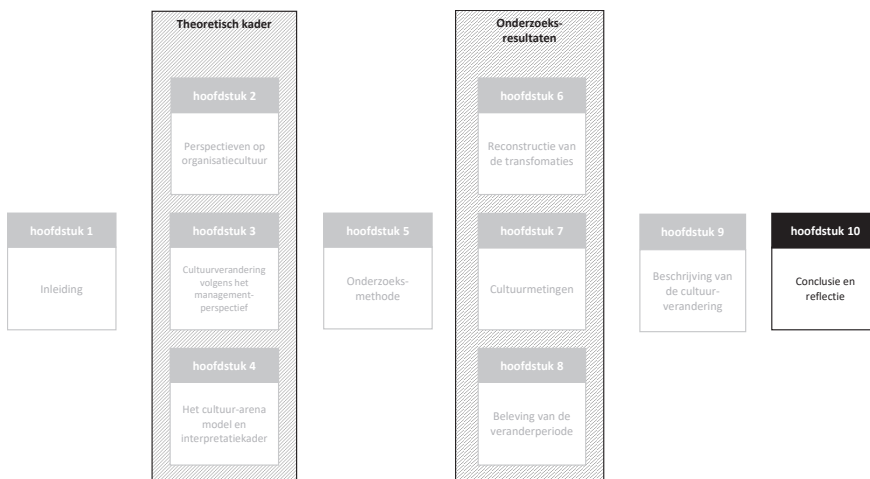 Theoretisch kader
hoofdstuk 2
Perspectieven op
organisatiecultuur
hoofdstuk 3
Cultuurverandering
volgens het
management-
perspectief
hoofdstuk 4
Het cultuur-arena
model en
interpretatiekader
Onderzoeks-
resultaten
hoofdstuk 6
Reconstructie van
de transfomaties
hoofdstuk 7
Cultuurmetingen
hoofdstuk 8
Beleving van de
veranderperiode
hoofdstuk 1
Inleiding
hoofdstuk 5
Onderzoeks-
methode
hoofdstuk 9
Beschrijving van
de cultuur-
verandering
hoofdstuk 10
Conclusie en
reflectie